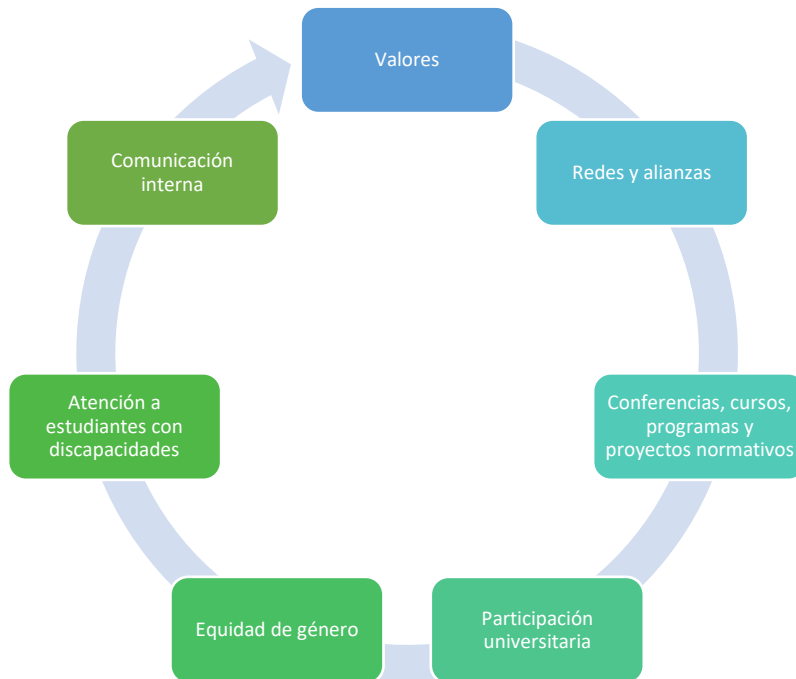 Valores
Redes y alianzas
Conferencias, cursos,
programas y
proyectos normativos
Participación
universitaria
Equidad de género
Atención a
estudiantes con
discapacidades
Comunicación
interna